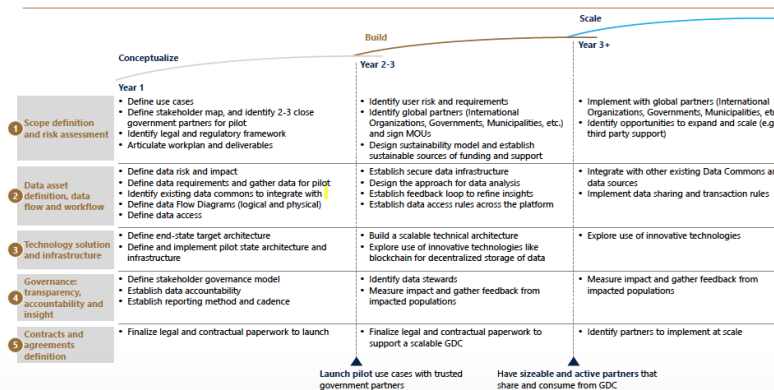 Scale
Build
Year 3+
Conceptualize
Year 2-3
Year 1
1
Scope definition
and risk assessment
• Define use cases
• Define stakeholder map, and identify 2-3 close
government partners for pilot
• Identify legal and regulatory framework
• Articulate workplan and deliverables
• Identify user risk and requirements
• Identify global partners (International
Organizations, Governments, Municipalities, etc.)
and sign MOUs
• Design sustainability model and establish
sustainable sources of funding and support
• Implement with global partners (International
Organizations, Governments, Municipalities, etc
• Identify opportunities to expand and scale (e.g
third party support)
2
Data asset
definition, data
flow and workflow
• Define data risk and impact
• Define data requirements and gather data for pilot
• Identify existing data commons to integrate with
• Define data Flow Diagrams (logical and physical)
• Define data access
• Establish secure data infrastructure
• Design the approach for data analysis
• Establish feedback loop to refine insights
• Establish data access rules across the platform
• Integrate with other existing Data Commons an
data sources
• Implement data sharing and transaction rules
3
Technology solution
and infrastructure
• Define end-state target architecture
• Define and implement pilot state architecture and
infrastructure
• Build a scalable technical architecture
• Explore use of innovative technologies like
blockchain for decentralized storage of data
• Explore use of innovative technologies
4
Governance:
transparency,
accountability and
insight
• Define stakeholder governance model
• Establish data accountability
• Establish reporting method and cadence
• Identify data stewards
• Measure impact and gather feedback from
impacted populations
• Measure impact and gather feedback from
impacted populations
5
Contracts and
agreements
definition
• Finalize legal and contractual paperwork to launch
• Finalize legal and contractual paperwork to
support a scalable GDC
• Identify partners to implement at scale
Launch pilot use cases with trusted
government partners
Have sizeable and active partners that
share and consume from GDC